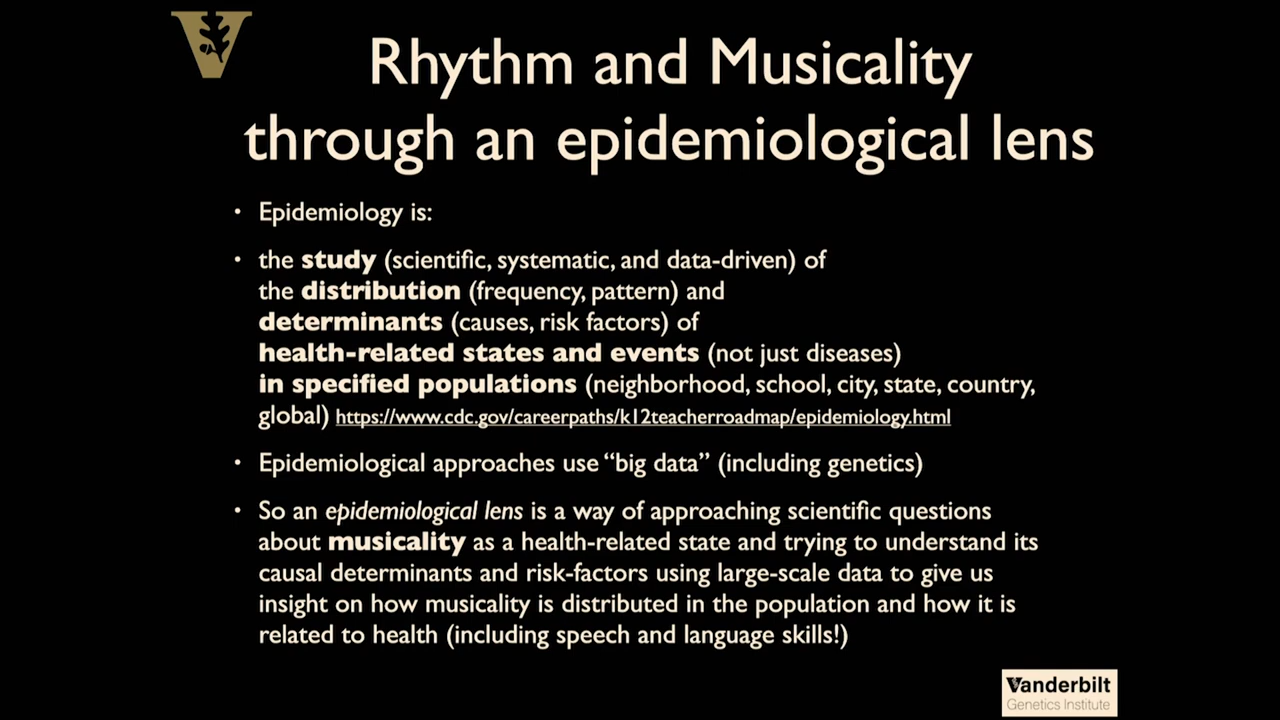 Rhythm and Musicality
through an epidemiological lens
• Epidemiology is:
• the study (scientific, systematic, and data-driven) of
the distribution (frequency, pattern) and
determinants (causes, risk factors) of
health-related states and events (not just diseases)
in specified populations (neighborhood, school, city, state, country,
global) https://www.cdc.gov/careerpaths/k12teacherroadmap/epidemiology.html
• Epidemiological approaches use “big data” (including genetics)
• So an epidemiological lens is a way of approaching scientific questions
about musicality as a health-related state and trying to understand its
causal determinants and risk-factors using large-scale data to give us
insight on how musicality is distributed in the population and how it is
related to health (including speech and language skills!)
Vanderbilt
Genetics Institute